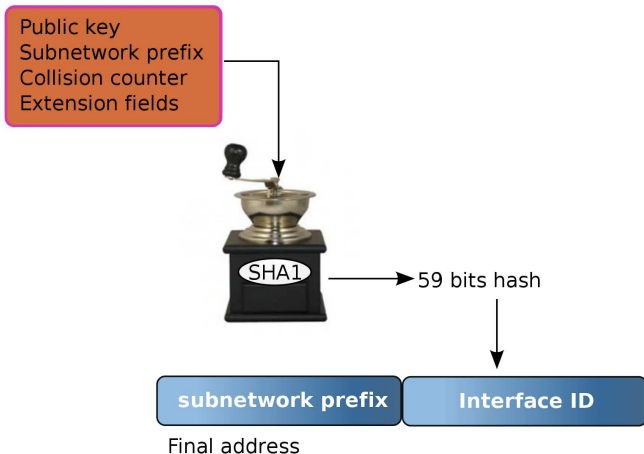 Public key
Subnetwork prefix
Collision counter
Extension fields
SHA1
59 bits hash
subnetwork prefix
Interface ID
Final address